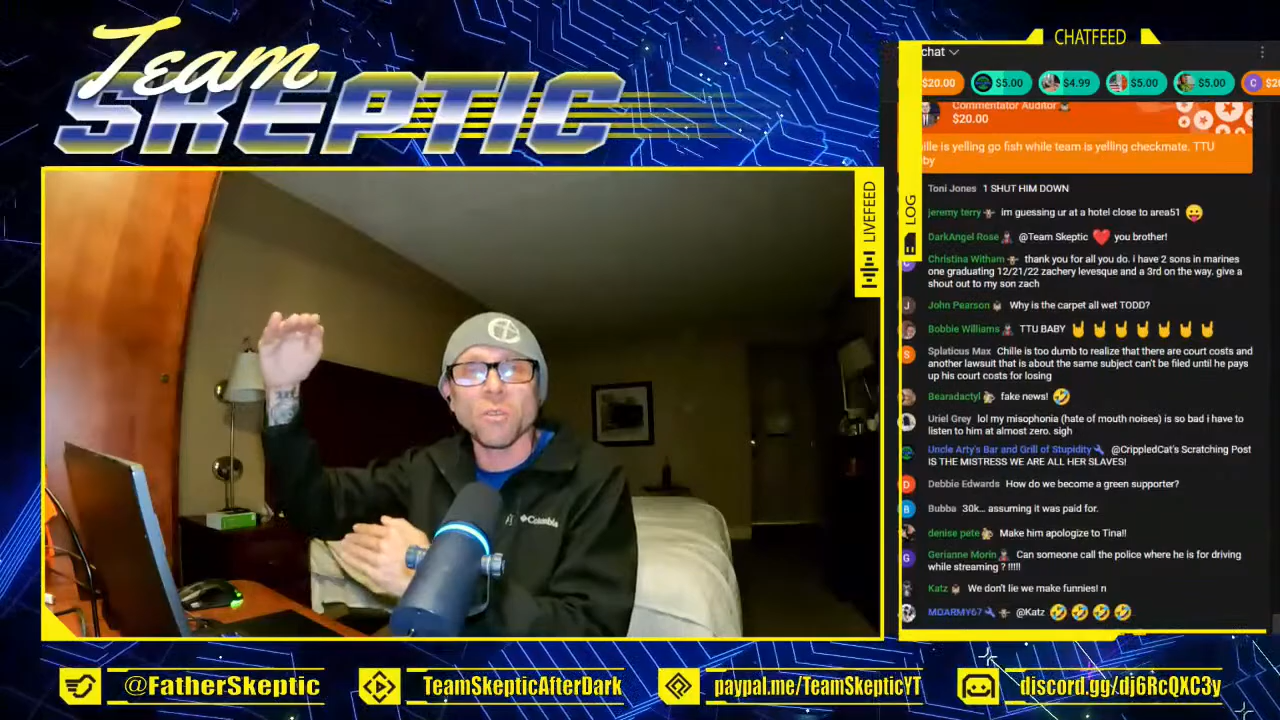 Team
SKEPTIC
CHATFEED
chat
$20.00
$5.00
$4.99
$5.00
$5.00
C
Commentator Auditor
$20.00
is yelling go fish while team is yelling checkmate. TTU
LIVEFEED
LOG
Toni Jones 1 SHUT HIM DOWN
jeremy terry im guessing ur at a hotel close to area51 😛
DarkAngel Rose @Team Skeptic ❤️ you brother!
Christina Witham thank you for all you do. i have 2 sons in marines
one graduating 12/21/22 zachery levesque and a 3rd on the way. give a
shout out to my son zach
J
John Pearson Why is the carpet all wet TODD?
Bobbie Williams TTU BABY 🤘 🤘 🤘 🤘 🤘 🤘 🤘
S
Splaticus Max Chille is too dumb to realize that there are court costs and
another lawsuit that is about the same subject can't be filed until he pays
up his court costs for losing
Bearadactyl fake news! 🤣
Uriel Grey lol my misophonia (hate of mouth noises) is so bad i have to
listen to him at almost zero. sigh
Uncle Arty's Bar and Grill of Stupidity @CrippledCat's Scratching Post
IS THE MISTRESS WE ARE ALL HER SLAVES!
D
Debbie Edwards How do we become a green supporter?
B
Bubba 30k... assuming it was paid for.
denise pete Make him apologize to Tina!!
G
Gerianne Morin Can someone call the police where he is for driving
while streaming ? !!!!!
Katz We don't lie we make funnies! n
MDARMY67 @Katz 🤣 🤣 🤣 🤣
Columbia
@FatherSkeptic
TeamSkepticAfterDark
paypal.me/TeamSkepticYT
discord.gg/dj6RcQXC3y